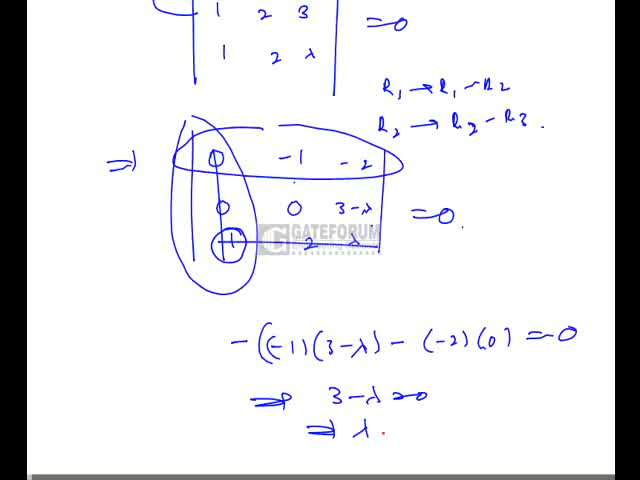 1 2 3
= 0
1 2 λ
R1 → R1 - R2
R2 → R2 - R3 .
⇒ 0 -1 -2
0 0 3-λ = 0.
GATEFORUM
1 2 λ
- ((-1)(3-λ) - (-2)(0)) = 0
⇒ 3-λ = 0
⇒ λ